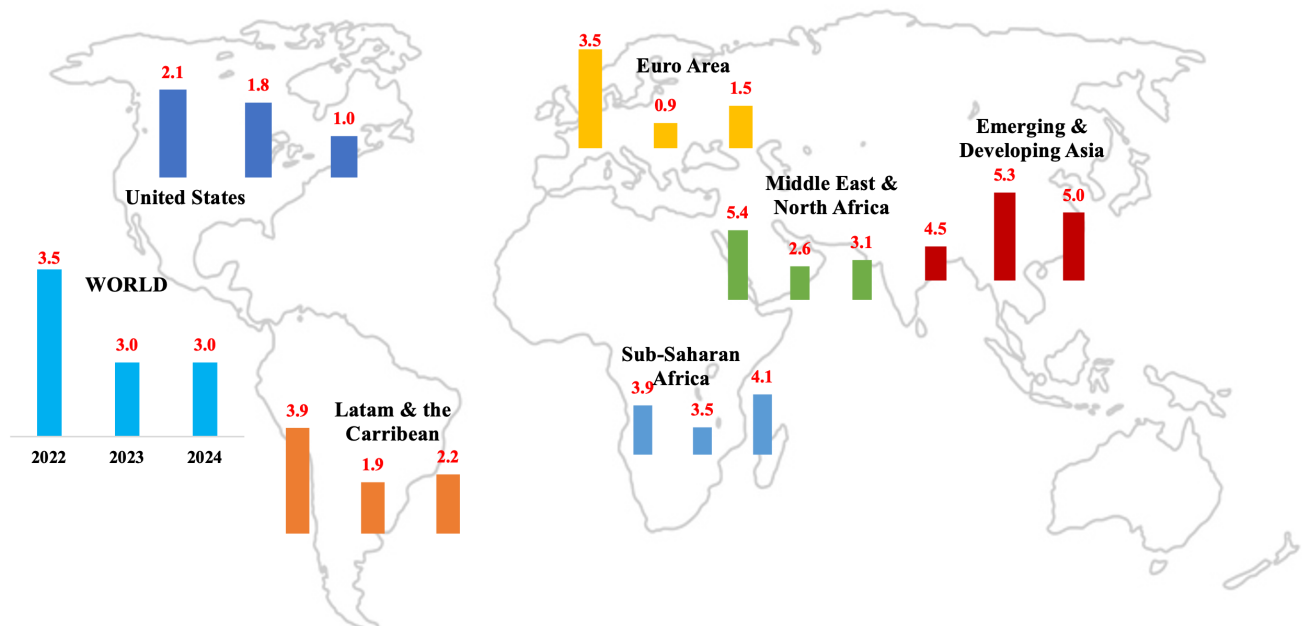 2.1
1.8
1.0
United States
3.5
Euro Area
0.9
1.5
Emerging &
Developing Asia
4.5
5.3
5.0
Middle East &
North Africa
5.4
2.6
3.1
3.5
WORLD
3.0
3.0
2022
2023
2024
Sub-Saharan
Africa
3.9
3.5
4.1
Latam & the
Carribean
3.9
1.9
2.2